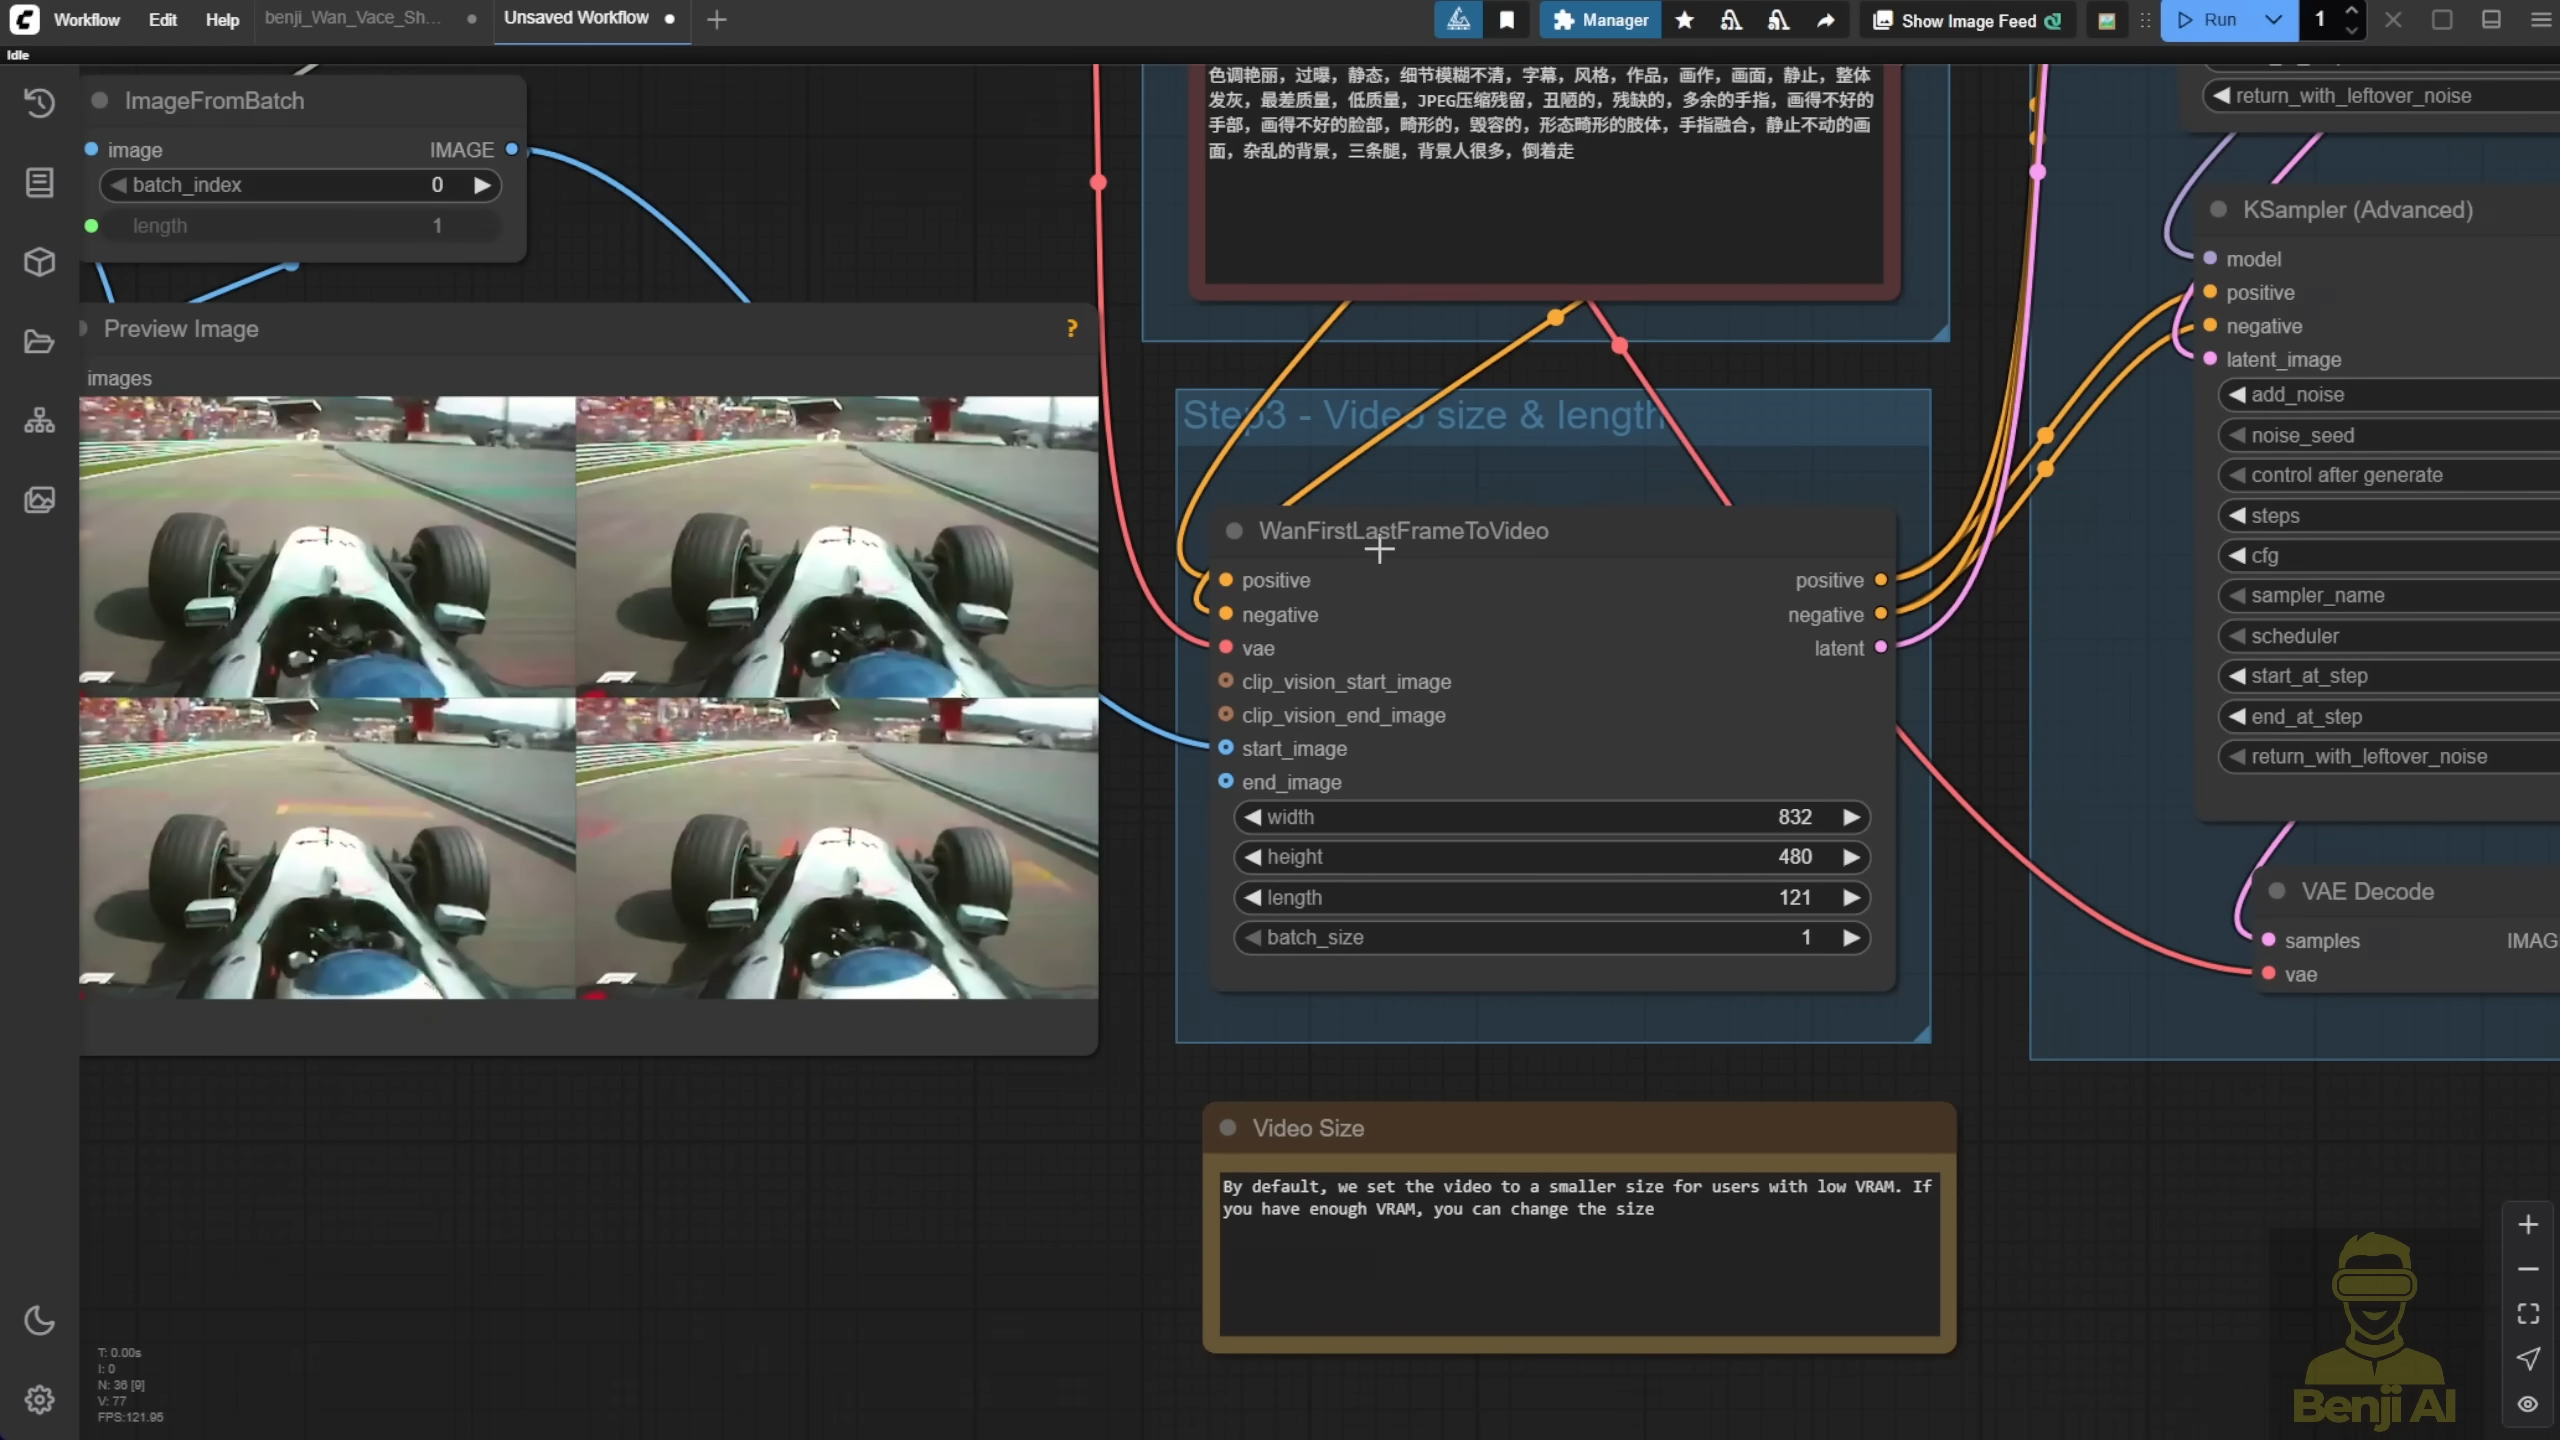 Workflow
Edit
Help
benji_Wan_Vace_Sh...
Unsaved Workflow
Manager
Show Image Feed
Run
1
Idle
ImageFromBatch
image
IMAGE
batch_index
0
length
1
Preview Image
?
images
色调艳丽，过曝，静态，细节模糊不清，字幕，风格，作品，画作，画面，静止，整体
发灰，最差质量，低质量，JPEG压缩残留，丑陋的，残缺的，多余的手指，画得不好的
手部，画得不好的脸部，畸形的，毁容的，形态畸形的肢体，手指融合，静止不动的画
面，杂乱的背景，三条腿，背景人很多，倒着走
Step3 - Video size & length
WanFirstLastFrameToVideo
positive
positive
negative
negative
vae
latent
clip_vision_start_image
clip_vision_end_image
start_image
end_image
width
832
height
480
length
121
batch_size
1
Video Size
By default, we set the video to a smaller size for users with low VRAM. If
you have enough VRAM, you can change the size
return_with_leftover_noise
KSampler (Advanced)
model
positive
negative
latent_image
add_noise
noise_seed
control after generate
steps
cfg
sampler_name
scheduler
start_at_step
end_at_step
return_with_leftover_noise
VAE Decode
samples
IMAG
vae
T: 0.00s
I: 0
N: 36 [9]
V: 77
FPS:121.95
Benji AI